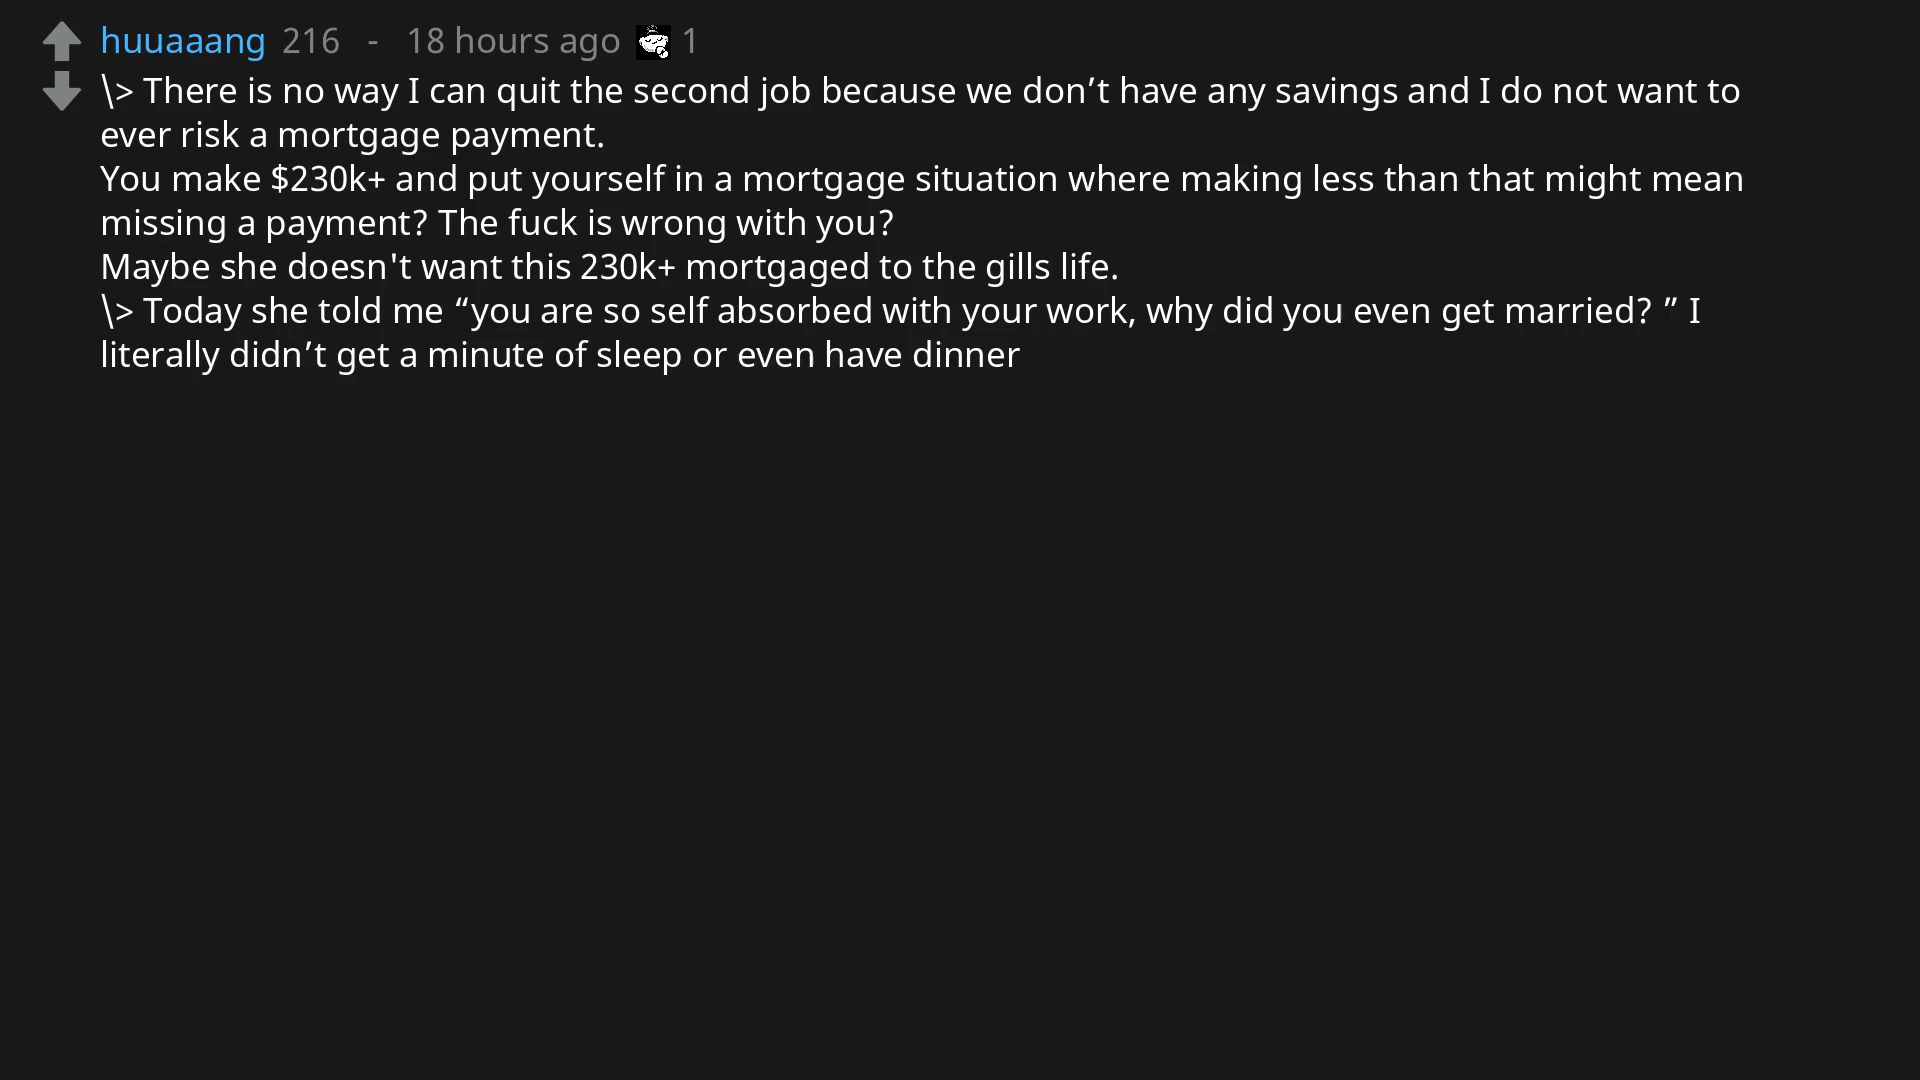 huuaaang 216 - 18 hours ago 1
\> There is no way I can quit the second job because we don’t have any savings and I do not want to
ever risk a mortgage payment.
You make $230k+ and put yourself in a mortgage situation where making less than that might mean
missing a payment? The fuck is wrong with you?
Maybe she doesn't want this 230k+ mortgaged to the gills life.
\> Today she told me “you are so self absorbed with your work, why did you even get married? ” I
literally didn’t get a minute of sleep or even have dinner